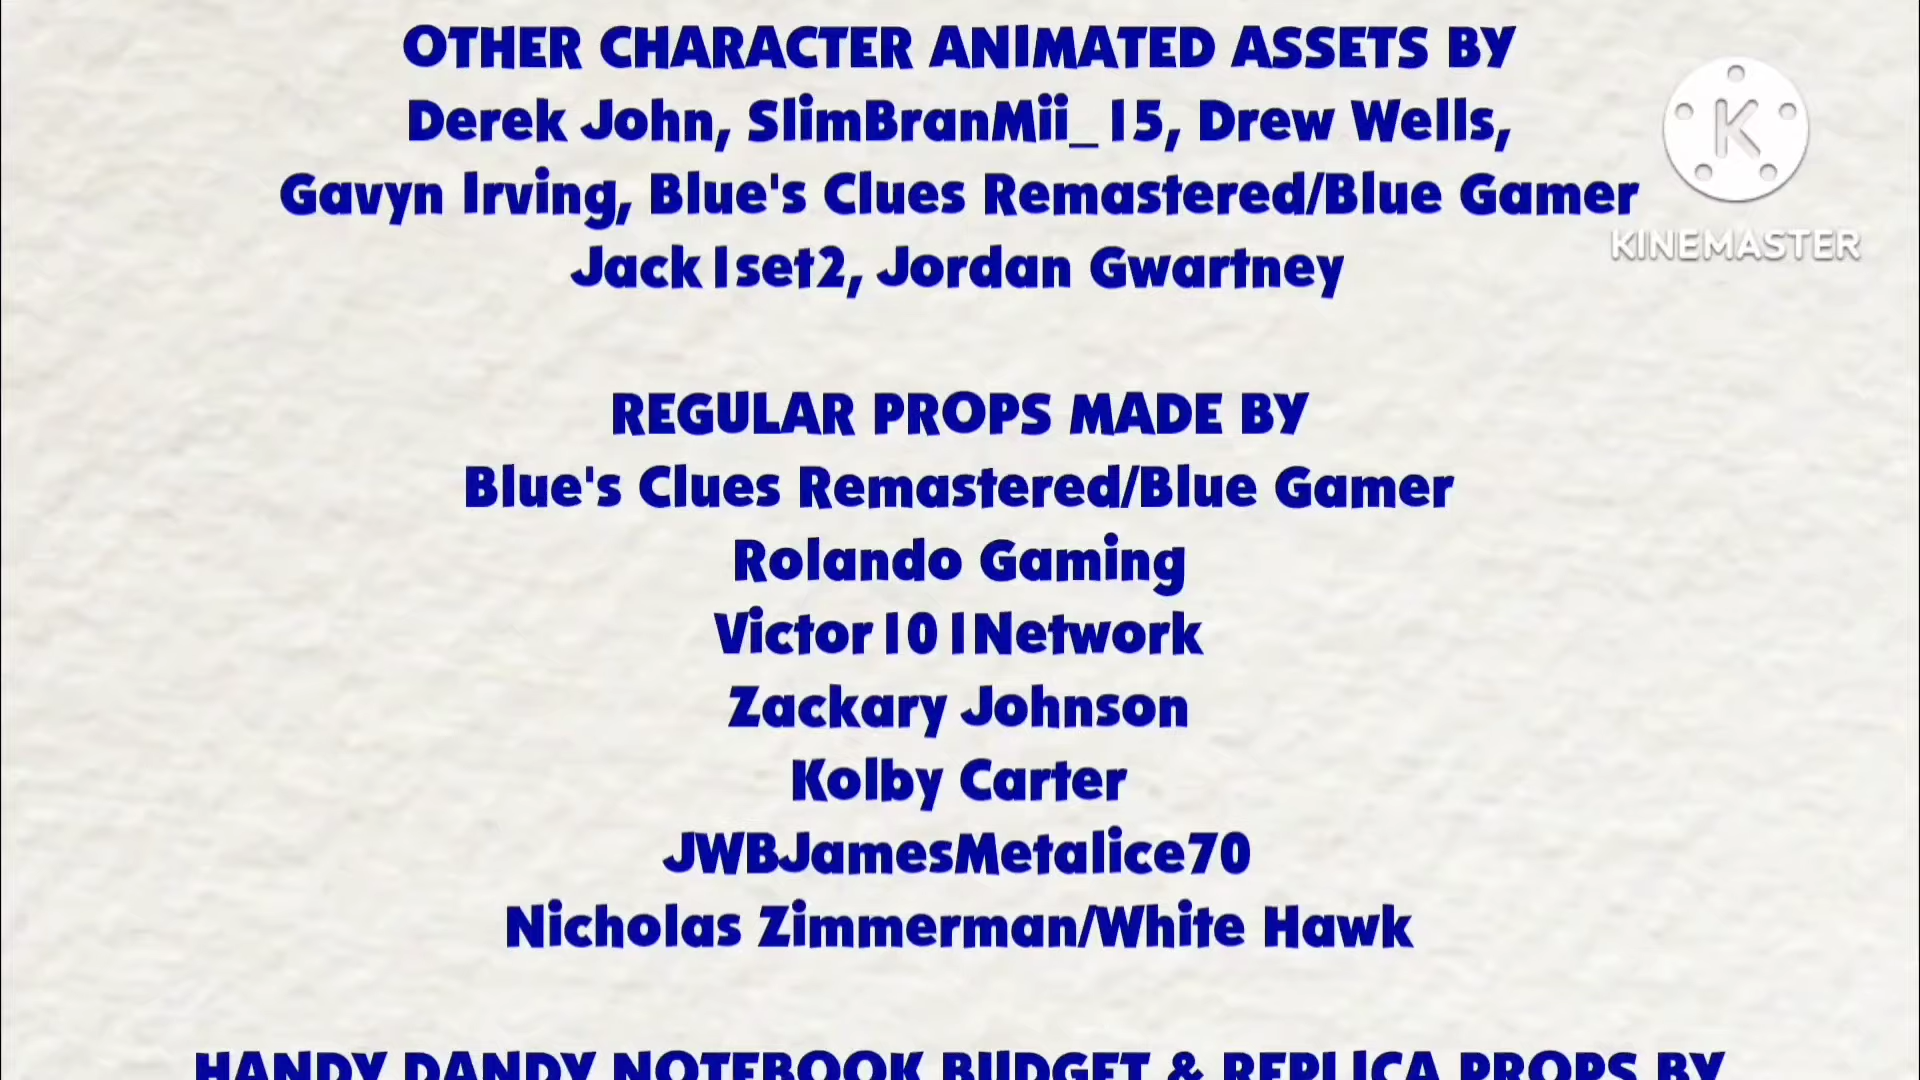 OTHER CHARACTER ANIMATED ASSETS BY
Derek John, SlimBranMii_15, Drew Wells,
Gavyn Irving, Blue's Clues Remastered/Blue Gamer
Jack1set2, Jordan Gwartney
K
KINEMASTER
REGULAR PROPS MADE BY
Blue's Clues Remastered/Blue Gamer
Rolando Gaming
Victor101Network
Zackary Johnson
Kolby Carter
JWBJamesMetalice70
Nicholas Zimmerman/White Hawk
HANDY DANDY NOTEBOOK BUDGET & REPLICA PROPS BY